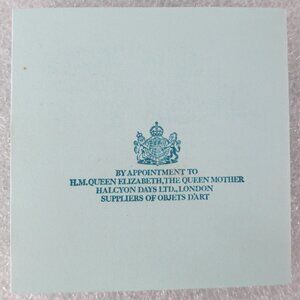 BY APPOINTMENT TO
H.M. QUEEN ELIZABETH, THE QUEEN MOTHER
HALCYON DAYS LTD., LONDON
SUPPLIERS OF OBJETS D'ART